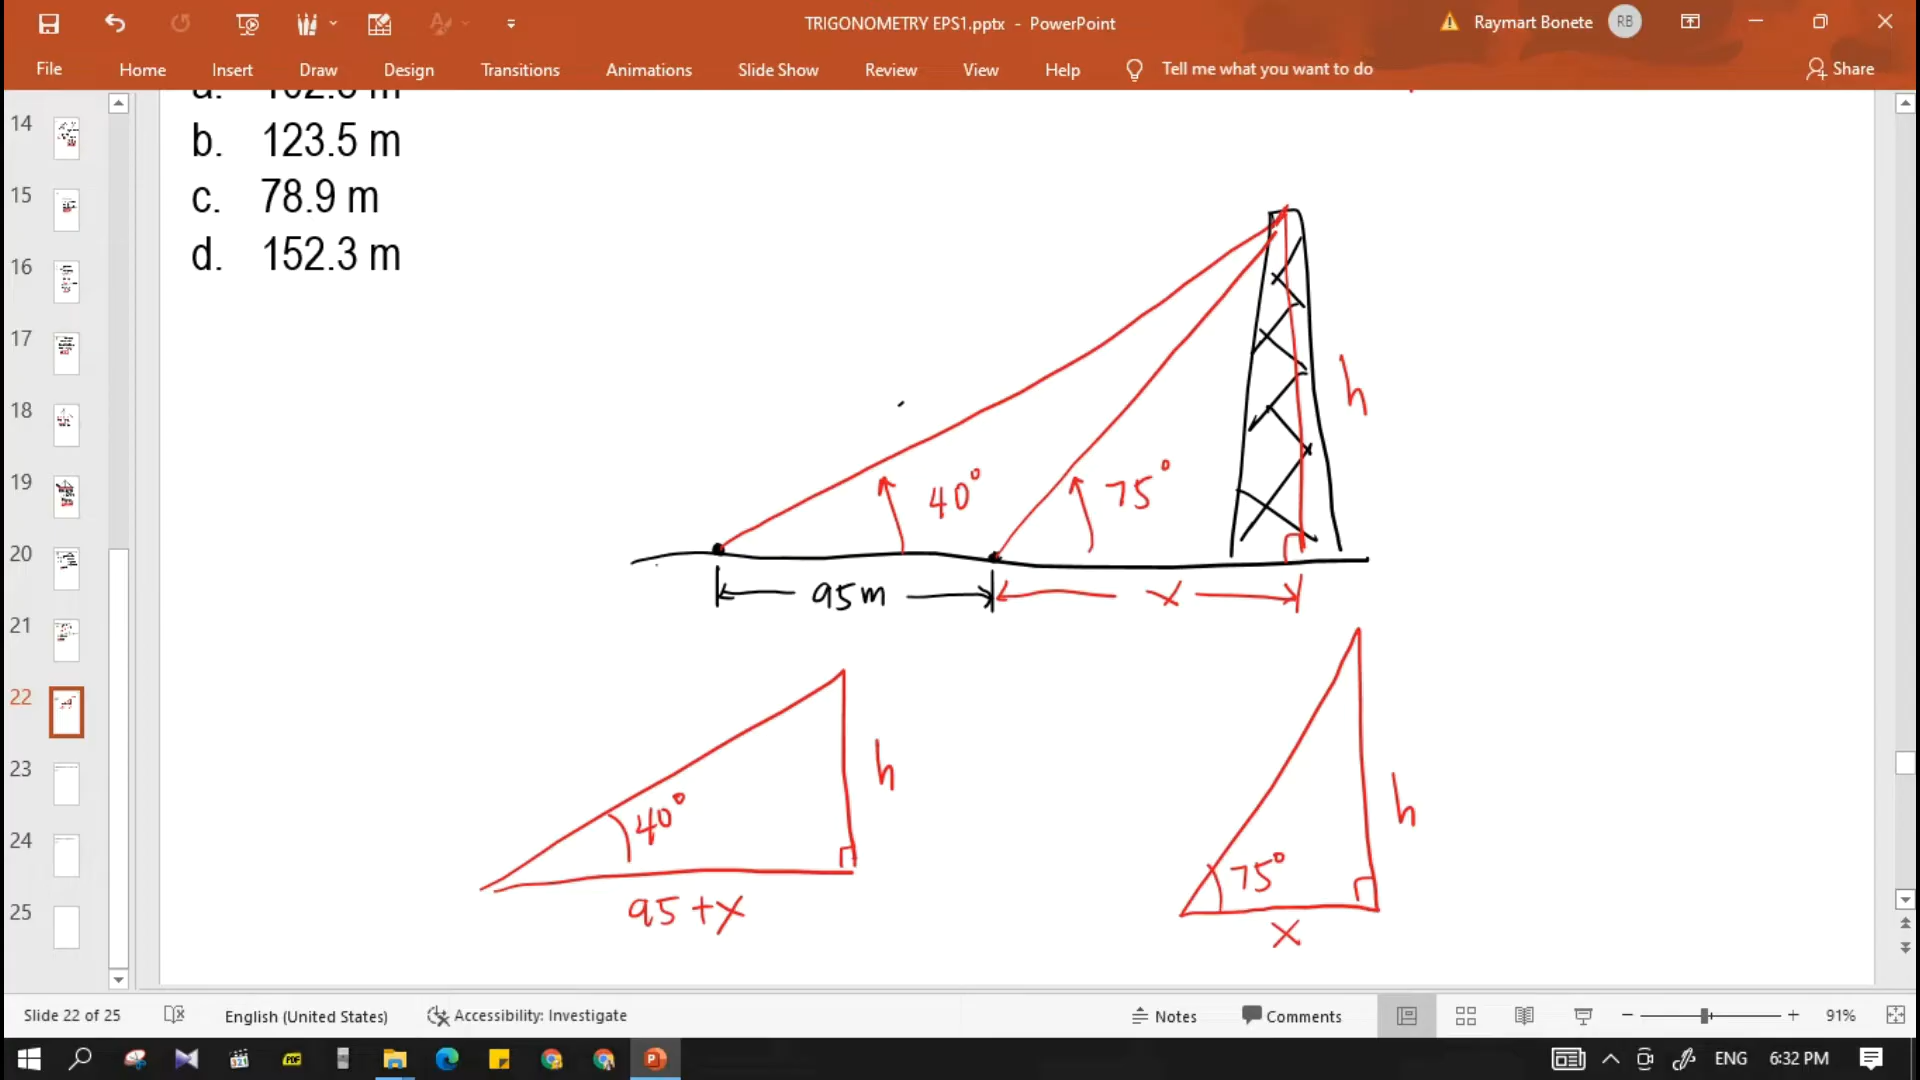 TRIGONOMETRY EPS1.pptx - PowerPoint
Raymart Bonete
RB
File Home Insert Draw Design Transitions Animations Slide Show Review View Help Tell me what you want to do Share
14
15
16
17
18
19
20
21
22
23
24
25
b. 123.5 m
c. 78.9 m
d. 152.3 m
h
40°
75°
95m
x
h
40°
95+x
h
75°
x
Slide 22 of 25
English (United States)
Accessibility: Investigate
Notes
Comments
91%
321
PDF
ENG
6:32 PM